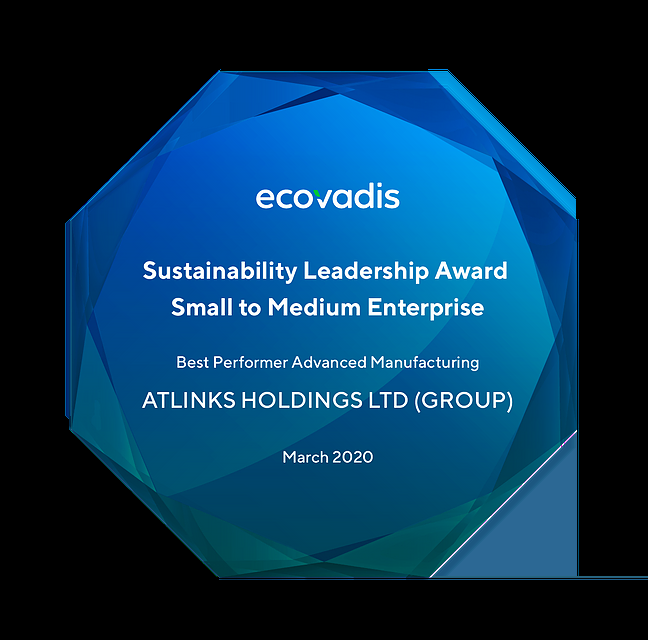 ecovadis
Sustainability Leadership Award
Small to Medium Enterprise
Best Performer Advanced Manufacturing
ATLINKS HOLDINGS LTD (GROUP)
March 2020